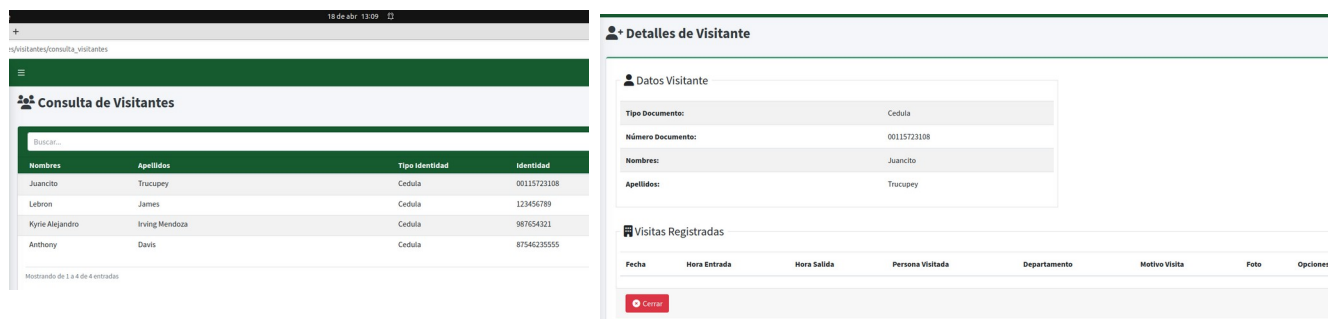 18 de abr 13:09
+
es/visitantes/consulta_visitantes
Consulta de Visitantes
Buscar...
Nombres Apellidos Tipo Identidad Identidad
Juancito Trucupey Cedula 00115723108
Lebron James Cedula 123456789
Kyrie Alejandro Irving Mendoza Cedula 987654321
Anthony Davis Cedula 87546235555
Mostrando de 1 a 4 de 4 entradas
Detalles de Visitante
Datos Visitante
Tipo Documento: Cedula
Número Documento: 00115723108
Nombres: Juancito
Apellidos: Trucupey
Visitas Registradas
Fecha Hora Entrada Hora Salida Persona Visitada Departamento Motivo Visita Foto Opciones
Cerrar